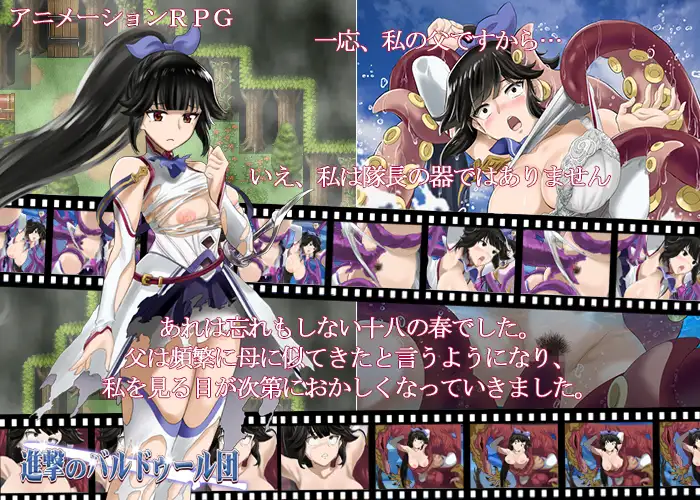 アニメーションＲＰＧ
一応、私の父ですから…
いえ、私は隊長の器ではありません
あれは忘れもしない十八の春でした。
父は頻繁に母に似てきたと言うようになり、
私を見る目が次第におかしくなっていきました。
進撃のバルドゥール団